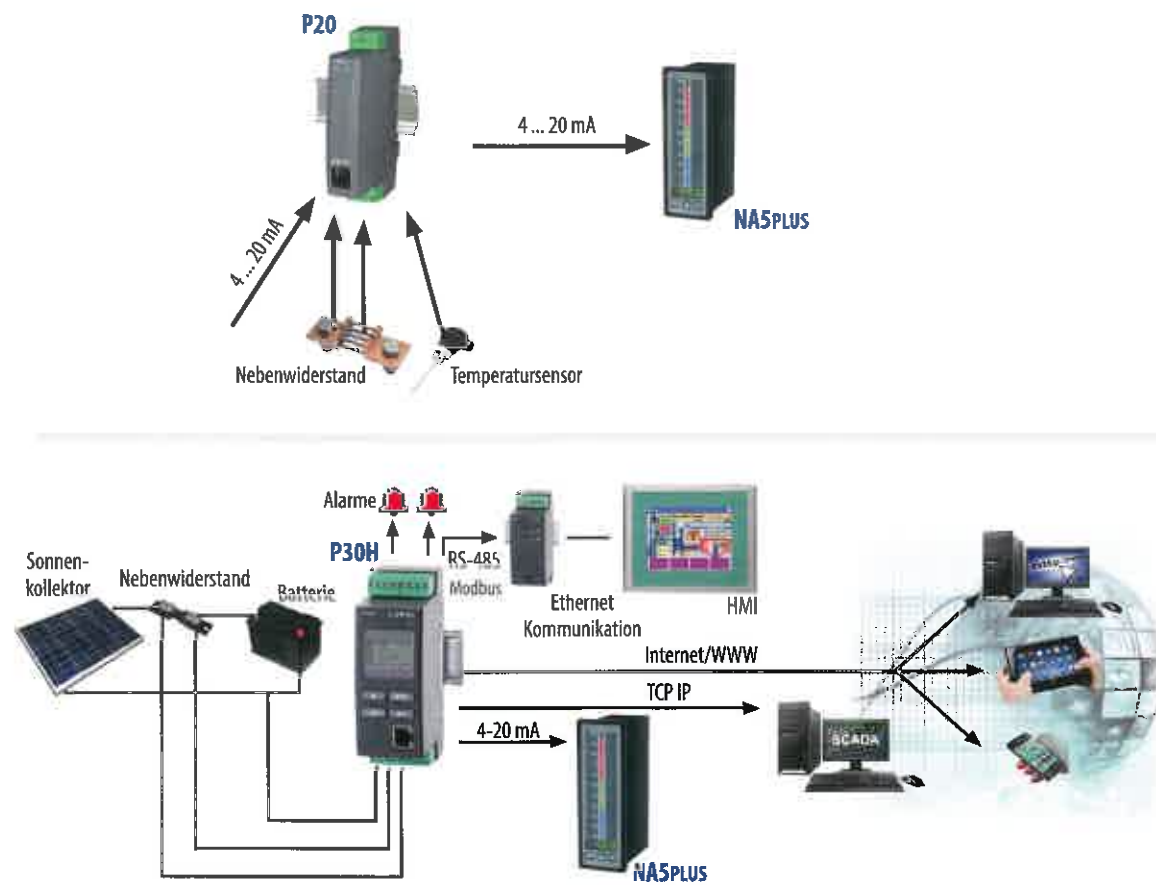 P20
4 ... 20 mA
NA5PLUS
4 ... 20 mA
Nebenwiderstand
Temperatursensor
Alarme
P30H
RS-485
Modbus
Ethernet
Kommunikation
HMI
Sonnen-
kollektor
Nebenwiderstand
Batterie
Internet/WWW
TCP IP
4-20 mA
SCADA
NA5PLUS